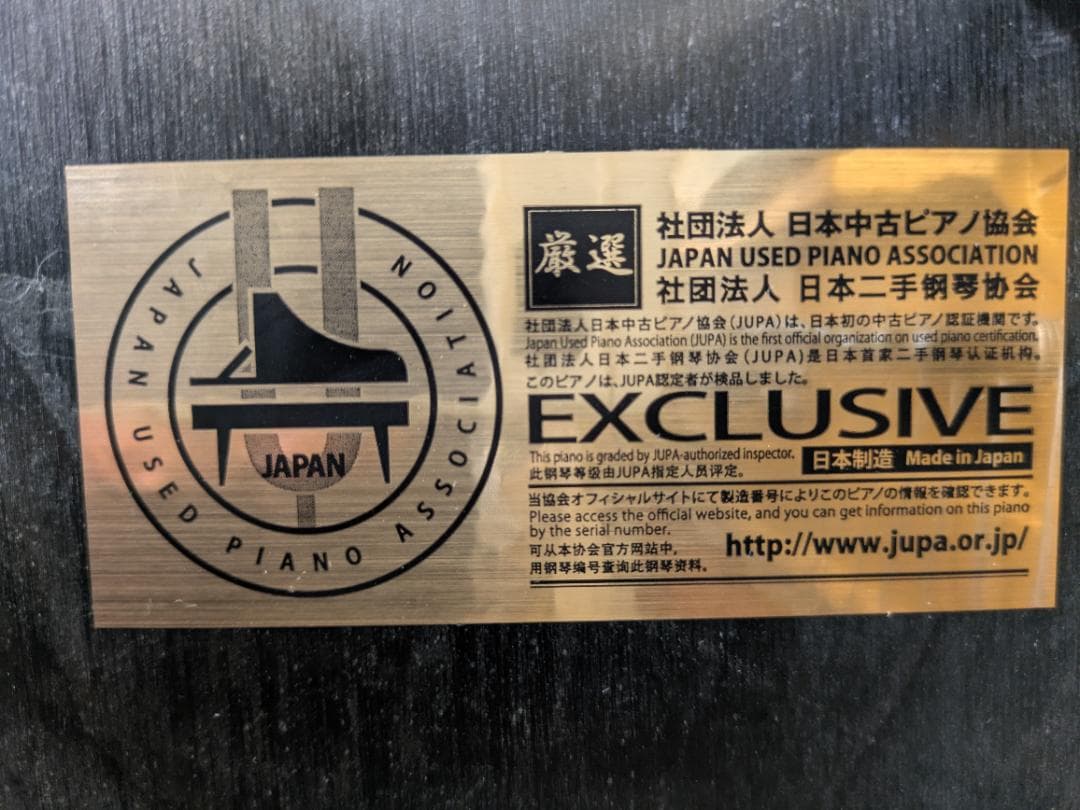 JAPAN USED PIANO ASSOCIATION
JAPAN
厳選
社団法人 日本中古ピアノ協会
JAPAN USED PIANO ASSOCIATION
社团法人 日本二手钢琴协会
社団法人日本中古ピアノ協会(JUPA)は、日本初の中古ピアノ認証機関です。
Japan Used Piano Association (JUPA) is the first official organization on used piano certification.
社团法人日本二手钢琴协会(JUPA)是日本首家二手钢琴认证机构。
このピアノは、JUPA認定者が検品しました。
EXCLUSIVE
This piano is graded by JUPA-authorized inspector.
此钢琴等级由JUPA指定人员评定。
日本制造 Made in Japan
当協会オフィシャルサイトにて製造番号によりこのピアノの情報を確認できます。
Please access the official website, and you can get information on this piano
by the serial number.
可从本协会官方网站中,
用钢琴编号查询此钢琴资料。
http://www.jupa.or.jp/